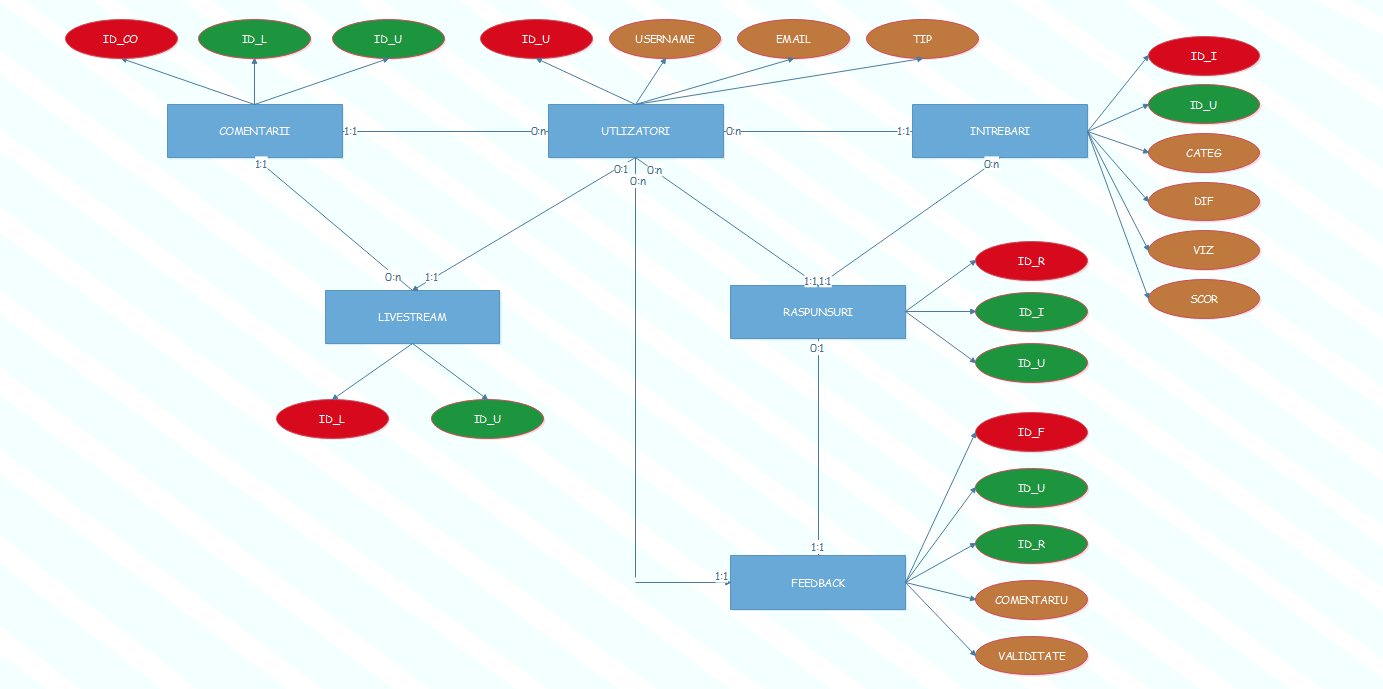 ID_CO
ID_L
ID_U
ID_U
USERNAME
EMAIL
TIP
ID_I
ID_U
CATEG
DIF
VIZ
SCOR
COMENTARII
1:1
0:n
UTLIZATORI
0:n
1:1
INTREBARI
1:1
0:1
0:n
0:n
0:n
0:n
1:1
1:1
1:1
LIVESTREAM
RASPUNSURI
ID_R
ID_I
ID_U
0:1
ID_L
ID_U
ID_F
ID_U
ID_R
COMENTARIU
VALIDITATE
1:1
1:1
FEEDBACK